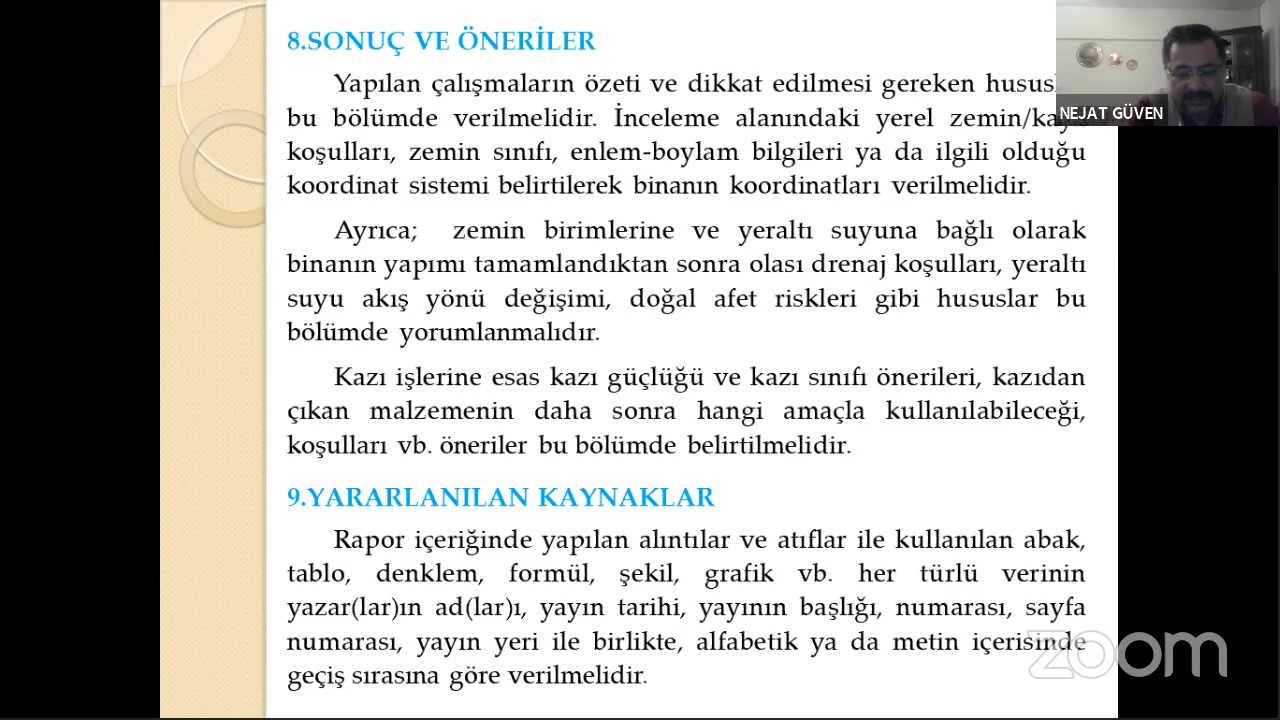 8.SONUÇ VE ÖNERİLER
Yapılan çalışmaların özeti ve dikkat edilmesi gereken
bu bölümde verilmelidir. İnceleme alanındaki yerel
koşulları, zemin sınıfı, enlem-boylam bilgileri ya da ilgili olduğu
koordinat sistemi belirtilerek binanın koordinatları verilmelidir.
Ayrıca; zemin birimlerine ve yeraltı suyuna bağlı olarak
binanın yapımı tamamlandıktan sonra olası drenaj koşulları, yeraltı
suyu akış yönü değişimi, doğal afet riskleri gibi hususlar bu
bölümde yorumlanmalıdır.
Kazı işlerine esas kazı güçlüğü ve kazı sınıfı önerileri, kazıdan
çıkan malzemenin daha sonra hangi amaçla kullanılabileceği,
koşulları vb. öneriler bu bölümde belirtilmelidir.
9.YARARLANILAN KAYNAKLAR
Rapor içeriğinde yapılan alıntılar ve atıflar ile kullanılan abak,
tablo, denklem, formül, şekil, grafik vb. her türlü verinin
yazar(lar)ın ad(lar)ı, yayın tarihi, yayının başlığı, numarası, sayfa
numarası, yayın yeri ile birlikte, alfabetik ya da metin içerisinde
geçiş sırasına göre verilmelidir.
NEJAT GÜVEN
zoom